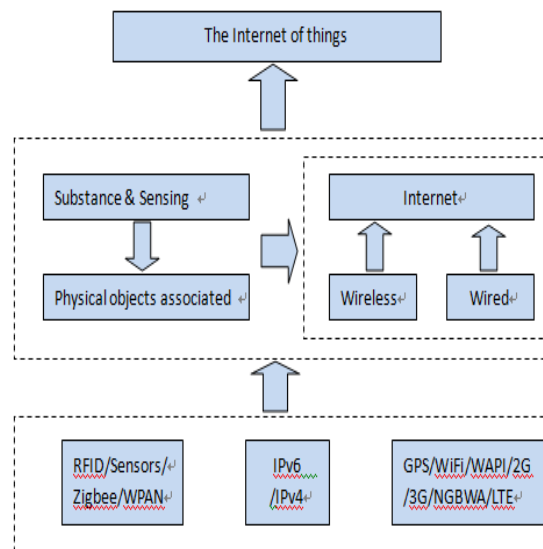 The Internet of things
Substance & Sensing
Internet
Physical objects associated
Wireless
Wired
RFID/Sensors/
Zigbee/WPAN
IPv6
/IPv4
GPS/WiFi/WAPI/2G
/3G/NGBWA/LTE